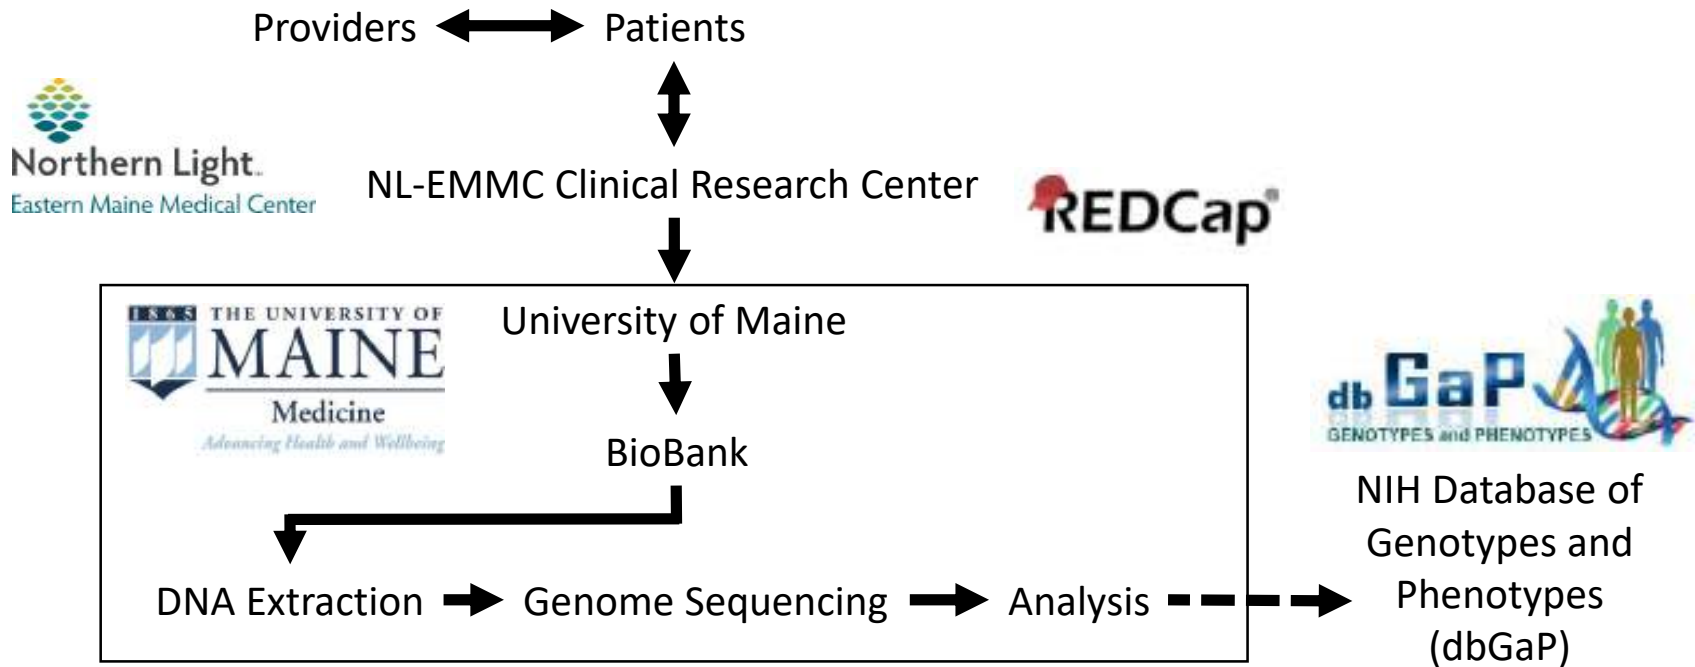 Providers
Patients
Northern Light™
Eastern Maine Medical Center
NL-EMMC Clinical Research Center
REDCap®
1865 THE UNIVERSITY OF
MAINE
Medicine
Advancing Health and Wellbeing
University of Maine
BioBank
db GaP
GENOTYPES and PHENOTYPES
NIH Database of
Genotypes and
Phenotypes
(dbGaP)
DNA Extraction
Genome Sequencing
Analysis